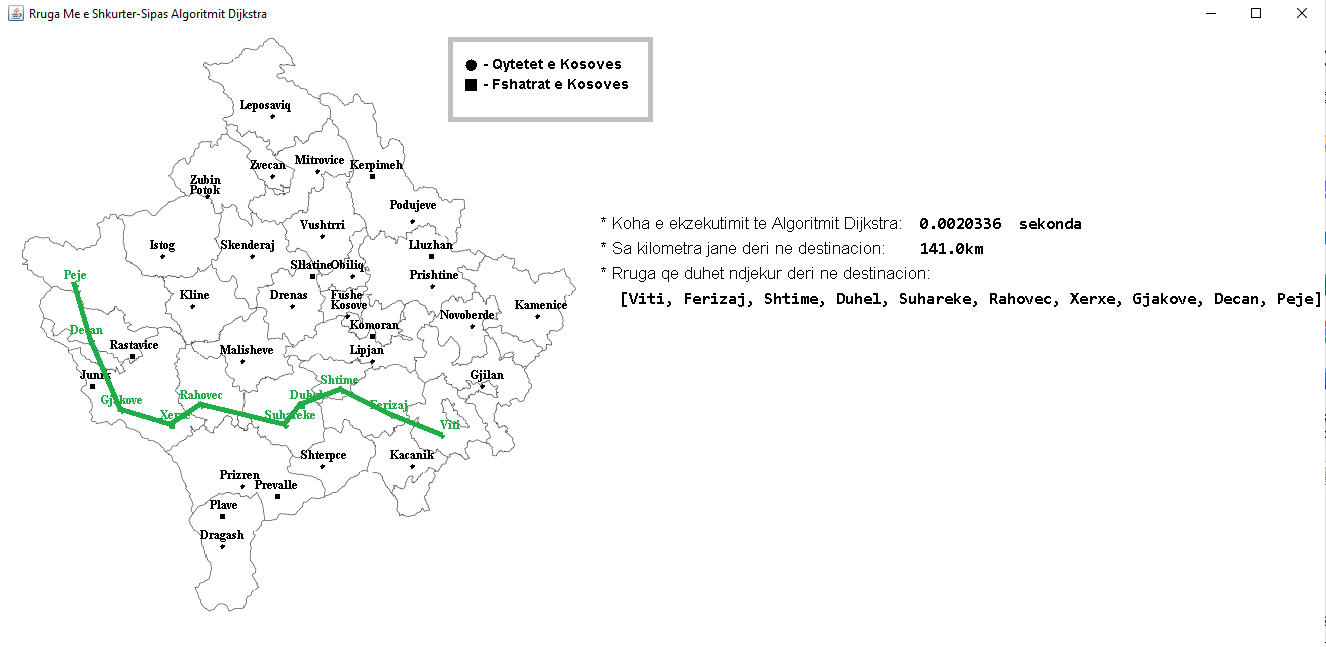 Rruga Me e Shkurter-Sipas Algoritmit Dijkstra
- Qytetet e Kosoves
- Fshatrat e Kosoves
Leposaviq
Zvecan
Mitrovice
Kerpimeh
Zubin
Potok
Podujeve
Vushtrri
Istog
Skenderaj
Lluzhan
Sllatine
Obiliq
Peje
Prishtine
Kline
Drenas
Fushe
Kosove
Kamenice
Novoberde
Komoran
Decan
Rastavice
Malisheve
Lipjan
Junik
Shtime
Gjilan
Gjakove
Rahovec
Duhel
Xerxe
Suhareke
Ferizaj
Viti
Shterpce
Kacanik
Prizren
Prevalle
Plave
Dragash
* Koha e ekzekutimit te Algoritmit Dijkstra: 0.0020336 sekonda
* Sa kilometra jane deri ne destinacion: 141.0km
* Rruga qe duhet ndjekur deri ne destinacion:
[Viti, Ferizaj, Shtime, Duhel, Suhareke, Rahovec, Xerxe, Gjakove, Decan, Peje]